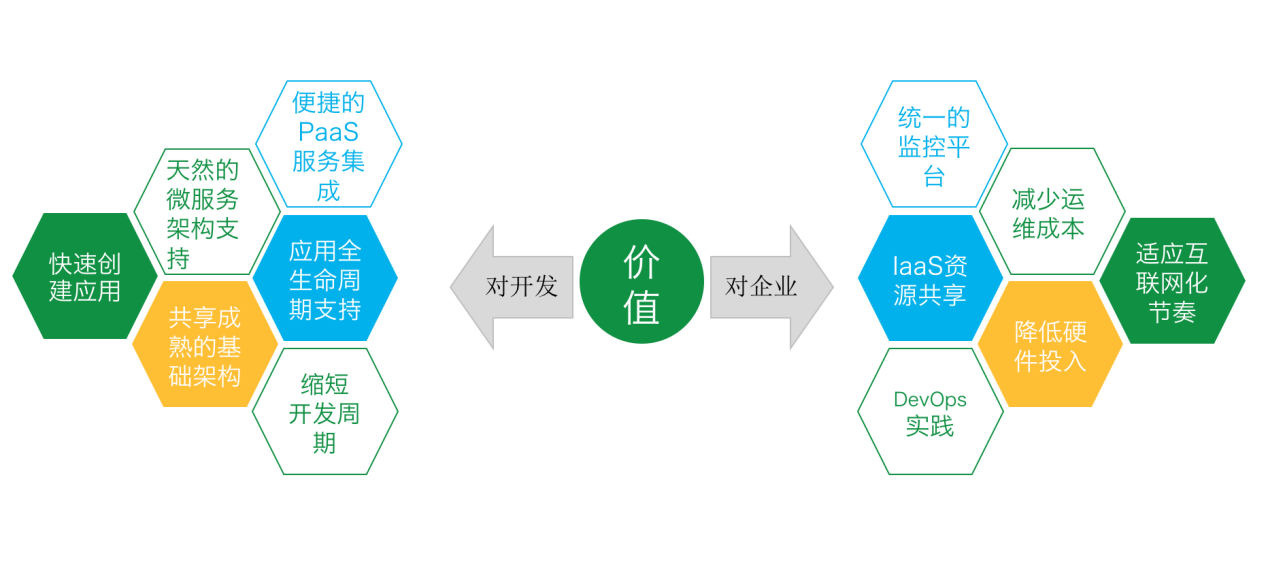 便捷的
PaaS
服务集
成
天然的
微服务
架构支
持
快速创
建应用
共享成
熟的基
础架构
应用全
生命周
期支持
缩短
开发周
期
对开发
价
值
对企业
统一的
监控平
台
减少运
维成本
IaaS资
源共享
适应互
联网化
节奏
降低硬
件投入
DevOps
实践